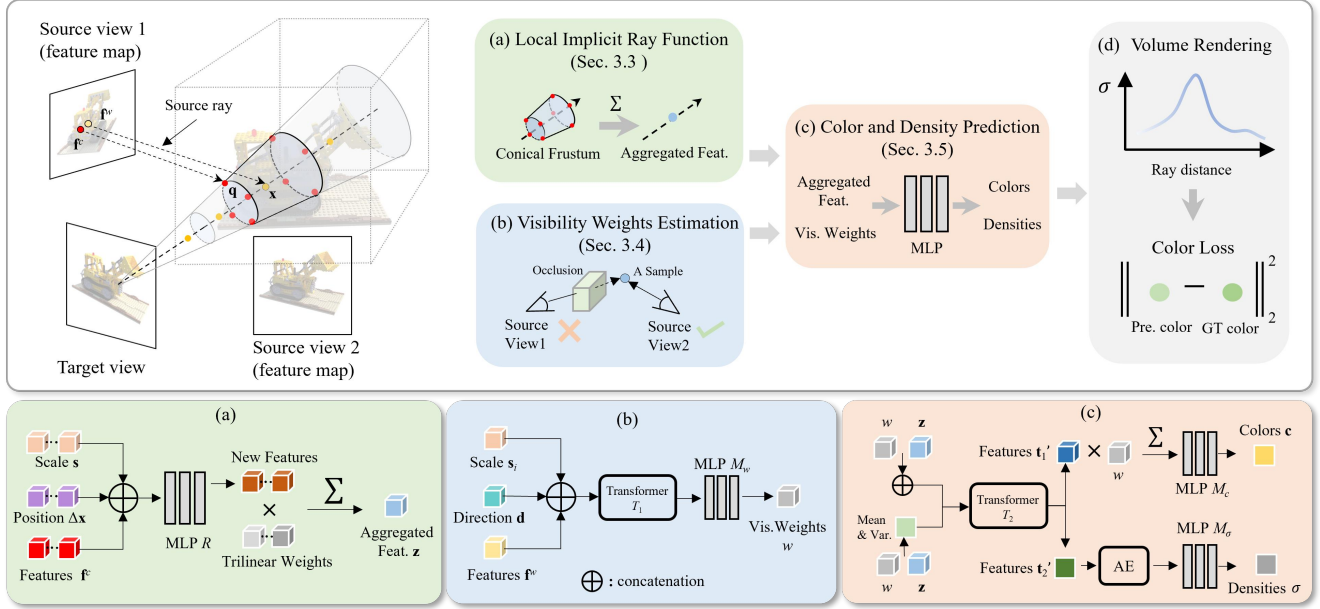 Source view 1
(feature map)
Source ray
f^w
f^c
q
x
Target view
Source view 2
(feature map)
(a) Local Implicit Ray Function
(Sec. 3.3 )
Σ
Conical Frustum
Aggregated Feat.
(b) Visibility Weights Estimation
(Sec. 3.4)
Occlusion
A Sample
Source
View1
Source
View2
(c) Color and Density Prediction
(Sec. 3.5)
Aggregated
Feat.
Vis. Weights
MLP
Colors
Densities
(d) Volume Rendering
σ
Ray distance
Color Loss
2
2
Pre. color
GT color
(a)
Scale s
Position Δx
Features f^c
MLP R
New Features
×
Trilinear Weights
Σ
Aggregated
Feat. z
(b)
Scale s_i
Direction d
Features f^w
Transformer
T_1
MLP M_w
Vis.Weights
w
: concatenation
(c)
w z
Mean
& Var.
w z
Transformer
T_2
Features t_1'
×
w
Σ
MLP M_c
Colors c
Features t_2'
AE
MLP M_σ
Densities σ